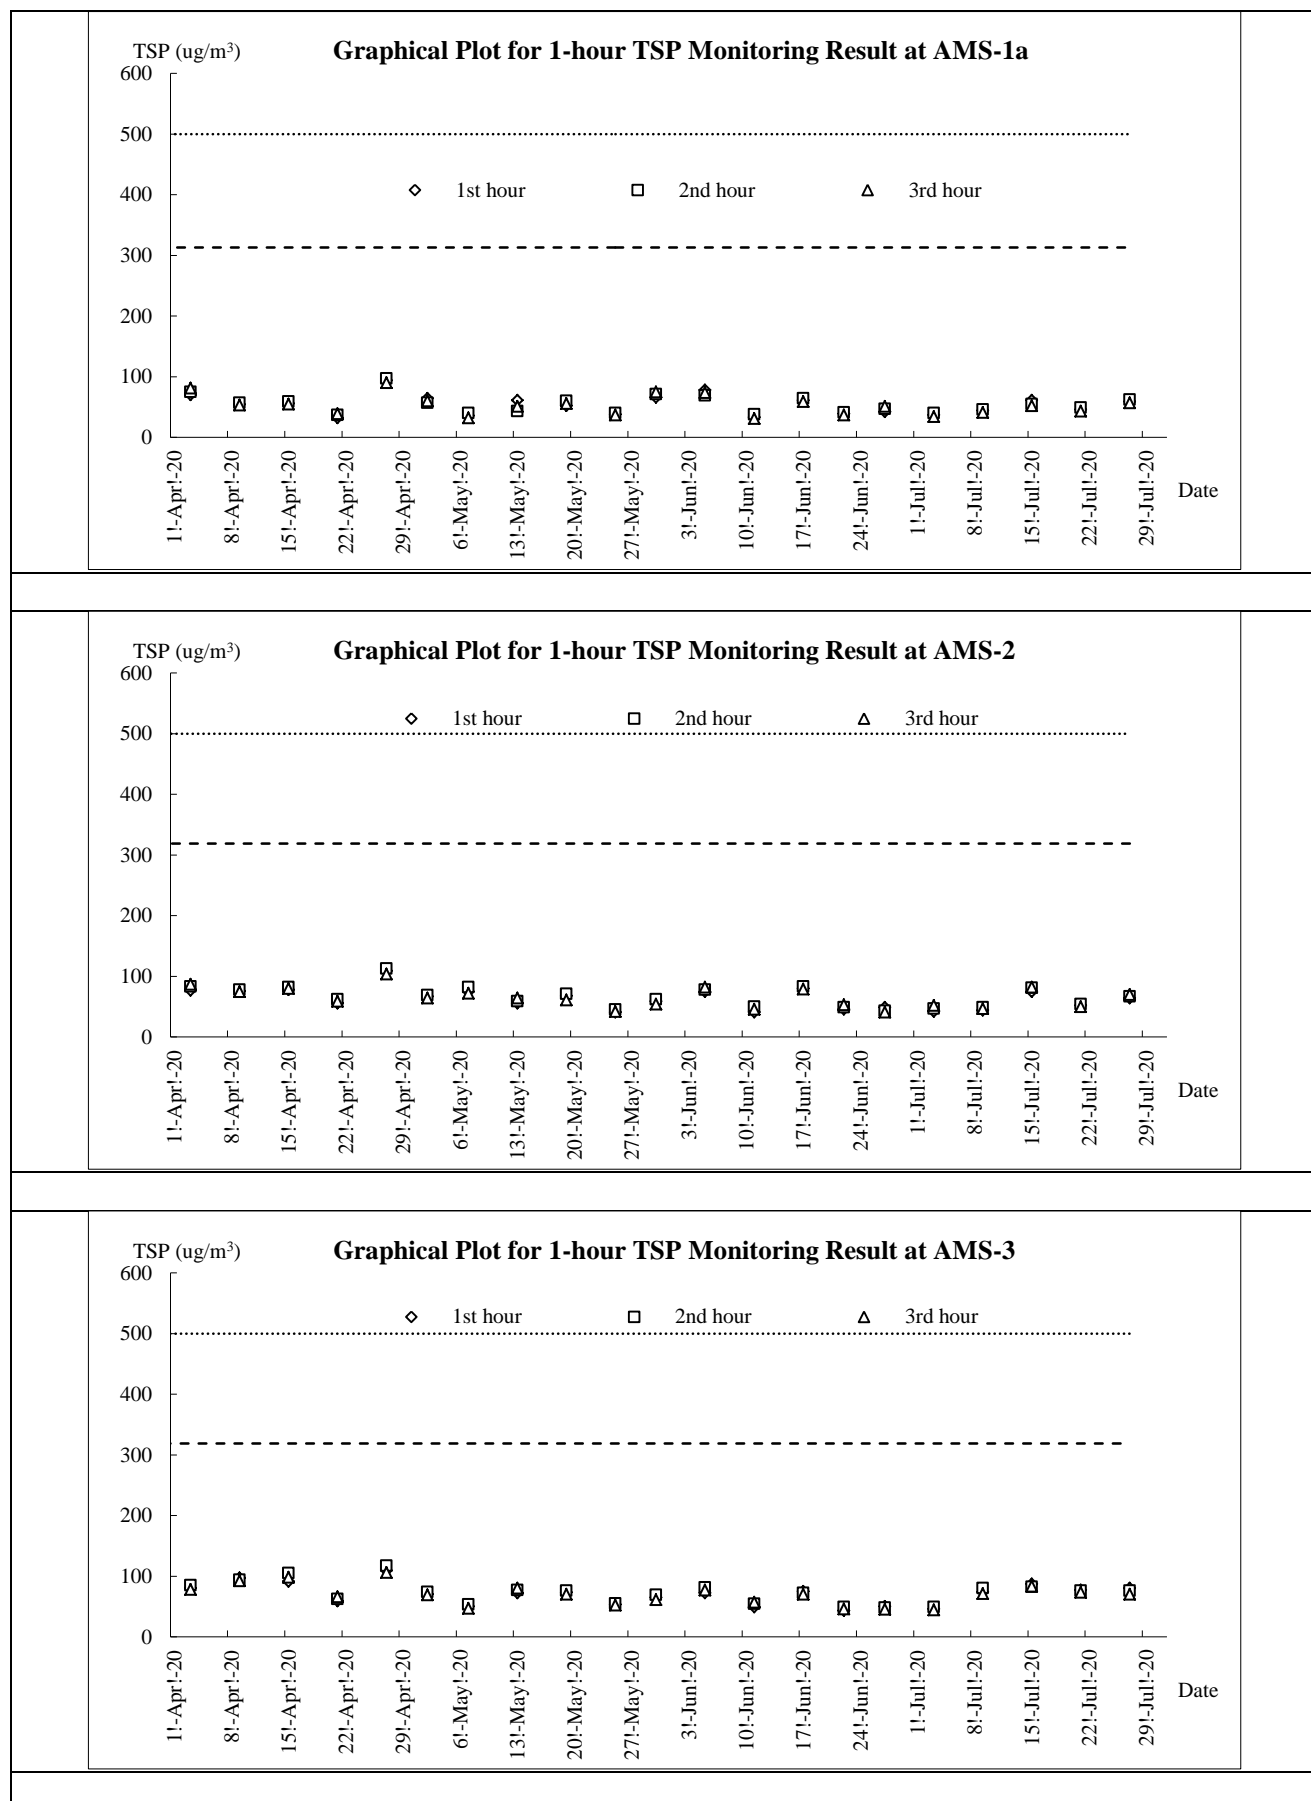 TSP (ug/m³) Graphical Plot for 1-hour TSP Monitoring Result at AMS-1a
600
500
1st hour 2nd hour 3rd hour
400
300
200
100
0
1!-Apr!-20 8!-Apr!-20 15!-Apr!-20 22!-Apr!-20 29!-Apr!-20 6!-May!-20 13!-May!-20 20!-May!-20 27!-May!-20 3!-Jun!-20 10!-Jun!-20 17!-Jun!-20 24!-Jun!-20 1!-Jul!-20 8!-Jul!-20 15!-Jul!-20 22!-Jul!-20 29!-Jul!-20
Date
TSP (ug/m³) Graphical Plot for 1-hour TSP Monitoring Result at AMS-2
600
1st hour 2nd hour 3rd hour
500
400
300
200
100
0
1!-Apr!-20 8!-Apr!-20 15!-Apr!-20 22!-Apr!-20 29!-Apr!-20 6!-May!-20 13!-May!-20 20!-May!-20 27!-May!-20 3!-Jun!-20 10!-Jun!-20 17!-Jun!-20 24!-Jun!-20 1!-Jul!-20 8!-Jul!-20 15!-Jul!-20 22!-Jul!-20 29!-Jul!-20
Date
TSP (ug/m³) Graphical Plot for 1-hour TSP Monitoring Result at AMS-3
600
1st hour 2nd hour 3rd hour
500
400
300
200
100
0
1!-Apr!-20 8!-Apr!-20 15!-Apr!-20 22!-Apr!-20 29!-Apr!-20 6!-May!-20 13!-May!-20 20!-May!-20 27!-May!-20 3!-Jun!-20 10!-Jun!-20 17!-Jun!-20 24!-Jun!-20 1!-Jul!-20 8!-Jul!-20 15!-Jul!-20 22!-Jul!-20 29!-Jul!-20
Date